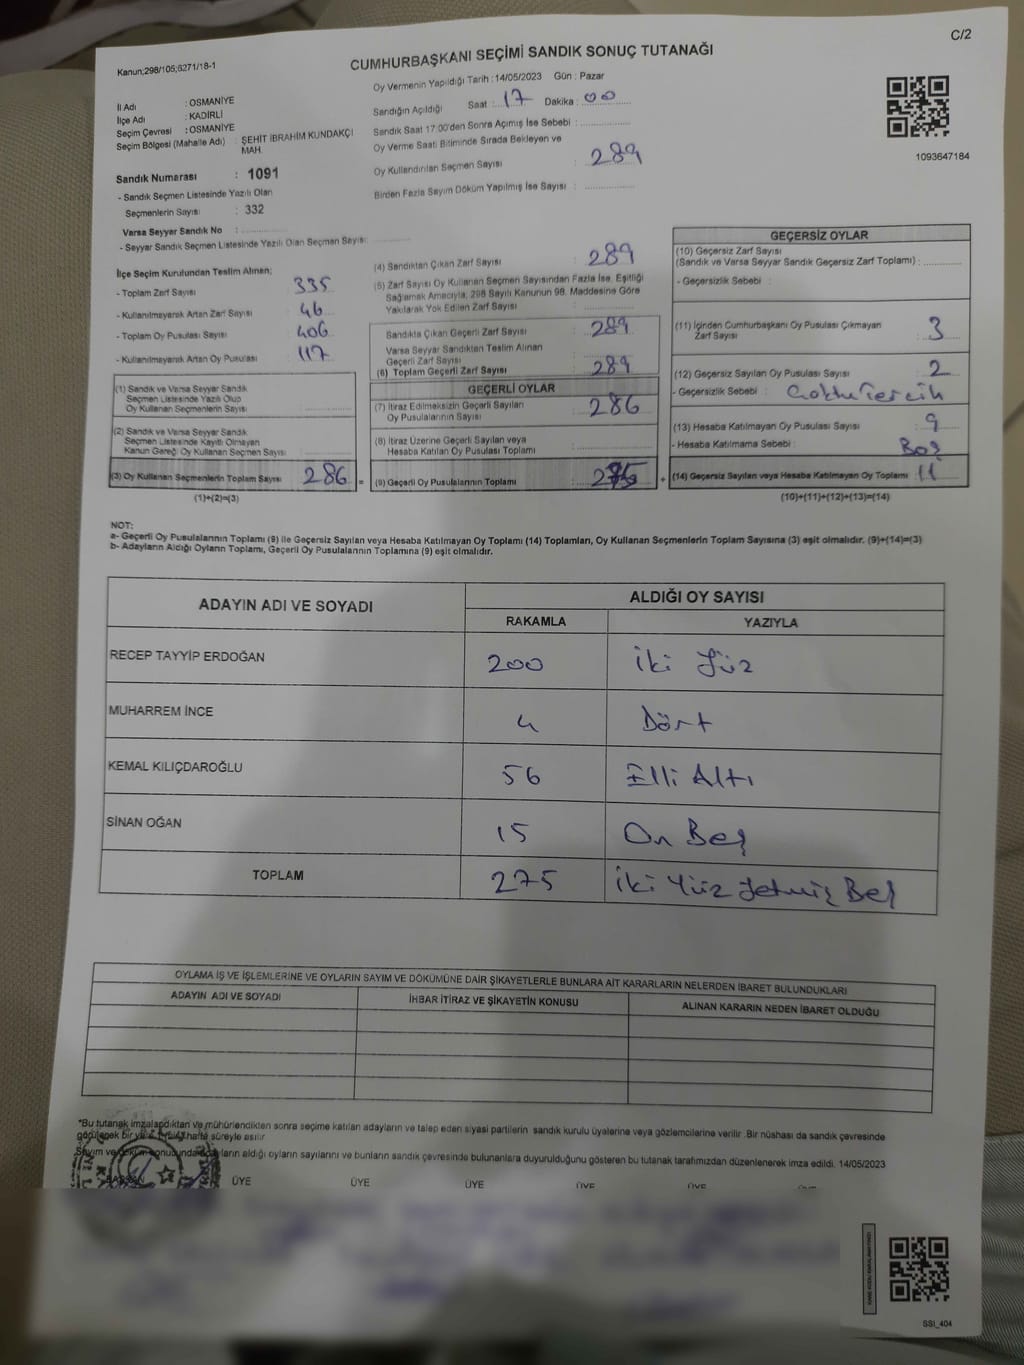 C/2
Kanun;298/105;6271/18-1
CUMHURBAŞKANI SEÇİMİ SANDIK SONUÇ TUTANAĞI
İl Adı : OSMANİYE
İlçe Adı : KADİRLİ
Seçim Çevresi : OSMANİYE
Seçim Bölgesi (Mahalle Adı) : ŞEHİT İBRAHİM KUNDAKÇI MAH.
Sandık Numarası : 1091
- Sandık Seçmen Listesinde Yazılı Olan
Seçmenlerin Sayısı : 332
Varsa Seyyar Sandık No :
- Seyyar Sandık Seçmen Listesinde Yazılı Olan Seçmen Sayısı
Oy Vermenin Yapıldığı Tarih : 14/05/2023 Gün : Pazar
Sandığın Açıldığı Saat : 17 Dakika : 00
Sandık Saat 17:00'den Sonra Açımış İse Sebebi :
Oy Verme Saati Bitiminde Sırada Bekleyen ve
Oy Kullandırılan Seçmen Sayısı : 289
Birden Fazla Sayım Döküm Yapılmış İse Sayısı :
1093647184
İlçe Seçim Kurulundan Teslim Alınan;
- Toplam Zarf Sayısı 335
- Kullanılmayarak Artan Zarf Sayısı : 46
- Toplam Oy Pusulası Sayısı : 406
- Kullanılmayarak Artan Oy Pusulası : 117
(1) Sandık ve Varsa Seyyar Sandık
Seçmen Listesinde Yazılı Olup
Oy Kullanan Seçmenlerin Sayısı
(2) Sandık ve Varsa Seyyar Sandık
Seçmen Listesinde Kayıtlı Olmayan
Kanun Gereği Oy Kullanan Seçmen Sayısı
(3) Oy Kullanan Seçmenlerin Toplam Sayısı 286 =
(1)+(2)=(3)
(4) Sandıktan Çıkan Zarf Sayısı : 289
(5) Zarf Sayısı Oy Kullanan Seçmen Sayısından Fazla İse, Eşitliği
Sağlamak Amacıyla, 298 Sayılı Kanunun 98. Maddesine Göre
Yakılarak Yok Edilen Zarf Sayısı :
Sandıkta Çıkan Geçerli Zarf Sayısı : 289
Varsa Seyyar Sandıktan Teslim Alınan
Geçerli Zarf Sayısı :
(6) Toplam Geçerli Zarf Sayısı : 289
GEÇERLİ OYLAR
(7) İtiraz Edilmeksizin Geçerli Sayılan
Oy Pusulalarının Sayısı : 286
(8) İtiraz Üzerine Geçerli Sayılan veya
Hesaba Katılan Oy Pusulası Toplamı :
(9) Geçerli Oy Pusulalarının Toplamı : 275 +
GEÇERSİZ OYLAR
(10) Geçersiz Zarf Sayısı
(Sandık ve Varsa Seyyar Sandık Geçersiz Zarf Toplamı) :
- Geçersizlik Sebebi :
(11) İçinden Cumhurbaşkanı Oy Pusulası Çıkmayan
Zarf Sayısı : 3
(12) Geçersiz Sayılan Oy Pusulası Sayısı : 2
- Geçersizlik Sebebi :
(13) Hesaba Katılmayan Oy Pusulası Sayısı : 9
- Hesaba Katılmama Sebebi : Boş
(14) Geçersiz Sayılan veya Hesaba Katılmayan Oy Toplamı : 11
(10)+(11)+(12)+(13)=(14)
NOT:
a- Geçerli Oy Pusulalarının Toplamı (9) ile Geçersiz Sayılan veya Hesaba Katılmayan Oy Toplamı (14) Toplamları, Oy Kullanan Seçmenlerin Toplam Sayısına (3) eşit olmalıdır. (9)+(14)=(3)
b- Adayların Aldığı Oyların Toplamı, Geçerli Oy Pusulalarının Toplamına (9) eşit olmalıdır.
ADAYIN ADI VE SOYADI
ALDIĞI OY SAYISI
RAKAMLA YAZIYLA
RECEP TAYYİP ERDOĞAN 200 İki Yüz
MUHARREM İNCE 4 Dört
KEMAL KILIÇDAROĞLU 56 Elli Altı
SİNAN OĞAN 15 On Beş
TOPLAM 275 İki Yüz Yetmiş Beş
OYLAMA İŞ VE İŞLEMLERİNE VE OYLARIN SAYIM VE DÖKÜMÜNE DAİR ŞİKAYETLERLE BUNLARA AİT KARARLARIN NELERDEN İBARET BULUNDUKLARI
ADAYIN ADI VE SOYADI İHBAR İTİRAZ VE ŞİKAYETİN KONUSU ALINAN KARARIN NEDEN İBARET OLDUĞU
*Bu tutanak imzalandıktan ve mühürlendikten sonra seçime katılan adayların ve talep eden siyasi partilerin sandık kurulu üyelerine veya gözlemcilerine verilir .Bir nüshası da sandık çevresinde
bir hafta süreyle asılır
Sayım ve aldığı oyların sayılarını ve bunların sandık çevresinde bulunanlara duyurulduğunu gösteren bu tutanak tarafımızdan düzenlenerek imza edildi. 14/05/2023
BAŞKAN ÜYE ÜYE ÜYE ÜYE ÜYE
SSI_404